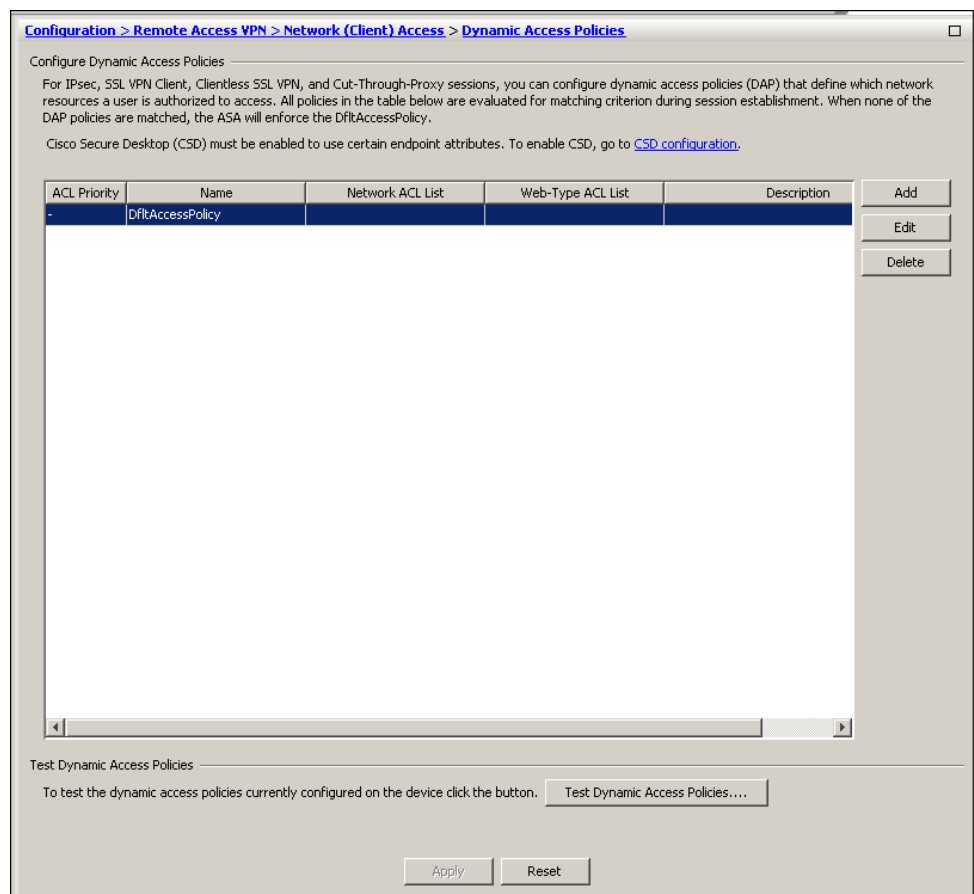 Configuration > Remote Access VPN > Network (Client) Access > Dynamic Access Policies
Configure Dynamic Access Policies
For IPsec, SSL VPN Client, Clientless SSL VPN, and Cut-Through-Proxy sessions, you can configure dynamic access policies (DAP) that define which network
resources a user is authorized to access. All policies in the table below are evaluated for matching criterion during session establishment. When none of the
DAP policies are matched, the ASA will enforce the DfltAccessPolicy.
Cisco Secure Desktop (CSD) must be enabled to use certain endpoint attributes. To enable CSD, go to CSD configuration.
ACL Priority Name Network ACL List Web-Type ACL List Description Add
- DfltAccessPolicy
Edit
Delete
Test Dynamic Access Policies
To test the dynamic access policies currently configured on the device click the button. Test Dynamic Access Policies....
Apply Reset